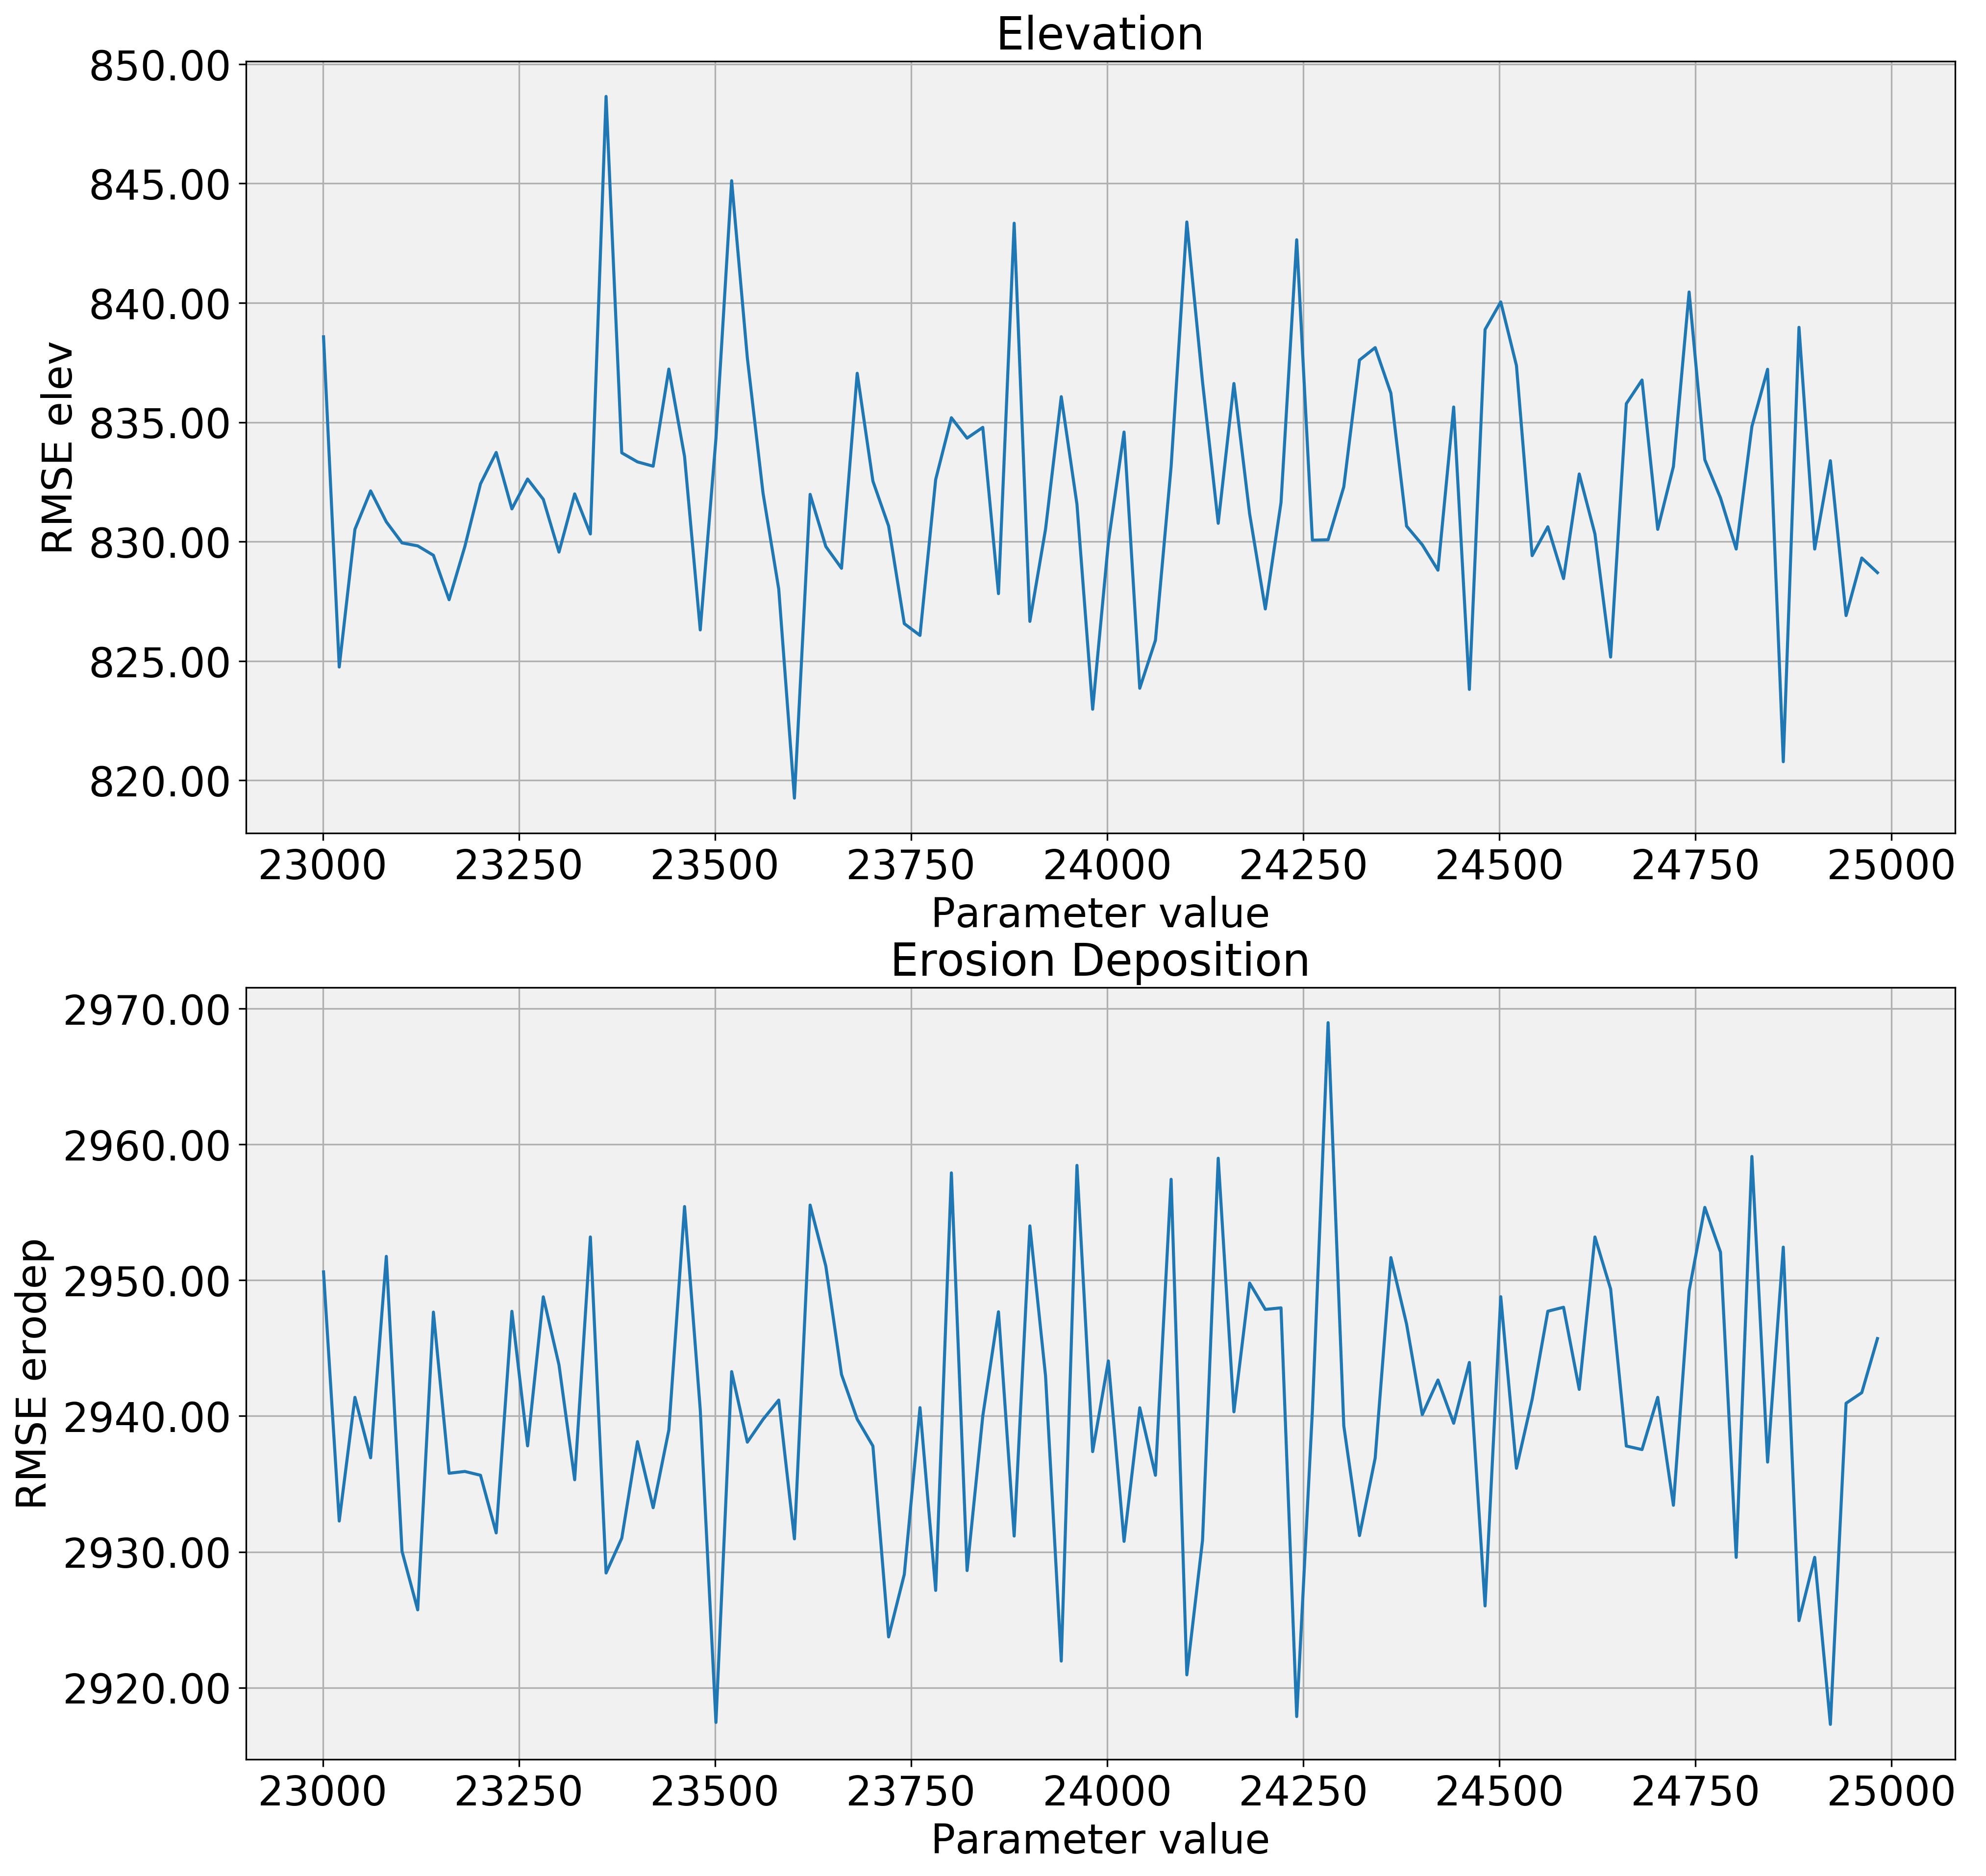 Elevation
850.00
845.00
840.00
835.00
830.00
825.00
820.00
RMSE elev
23000 23250 23500 23750 24000 24250 24500 24750 25000
Parameter value
Erosion Deposition
2970.00
2960.00
2950.00
2940.00
2930.00
2920.00
RMSE erodep
23000 23250 23500 23750 24000 24250 24500 24750 25000
Parameter value